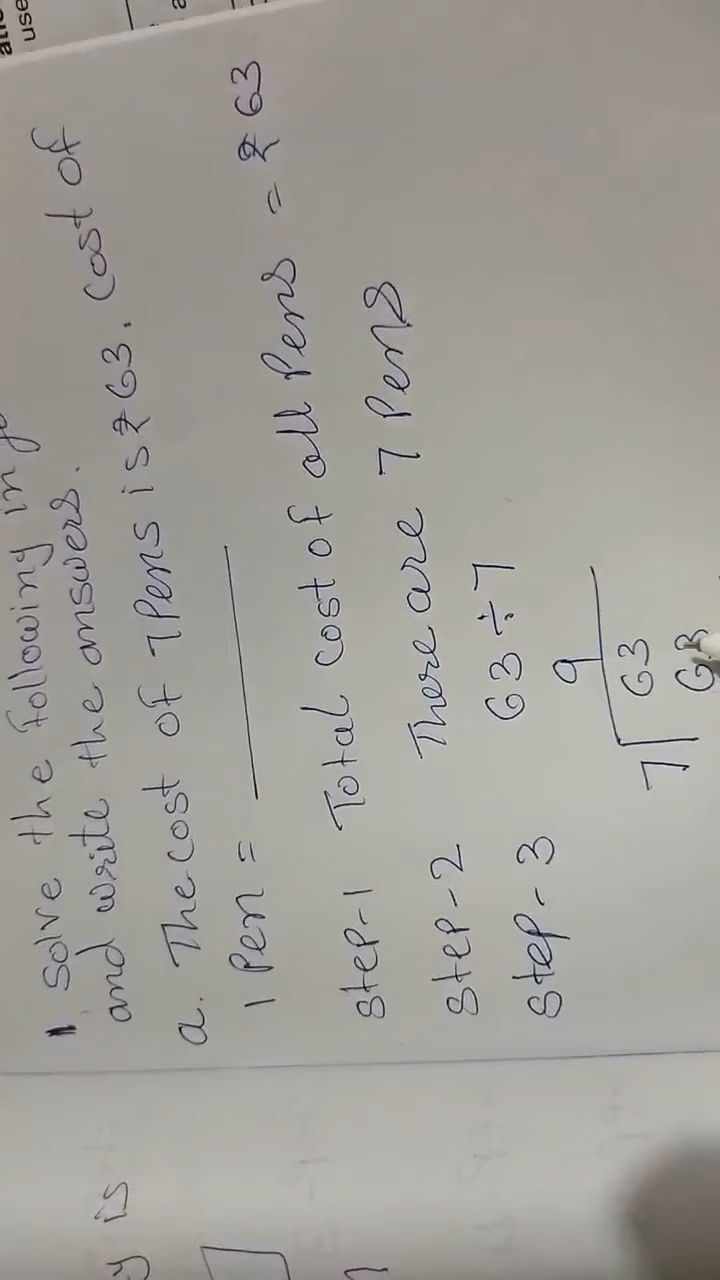 1. Solve the following in
and write the answers.
a. The cost of 7 Pens is ₹ 63. Cost of
1 Pen = ________
Step-1 Total cost of all Pens = ₹ 63
Step-2 There are 7 Pens
Step-3 63 ÷ 7
9
7 63
63